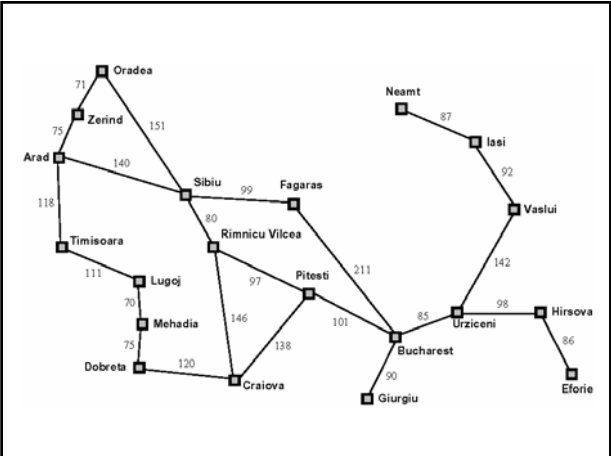 Oradea
71
Neamt
87
Zerind
151
Iasi
75
Arad
140
92
Sibiu
Fagaras
99
118
80
Vaslui
Timisoara
Rimnicu Vilcea
111
211
142
Lugoj
97
Pitesti
70
98
Hirsova
146
101
85
Mehadia
Urziceni
138
86
75
Bucharest
120
Dobreta
90
Craiova
Eforie
Giurgiu